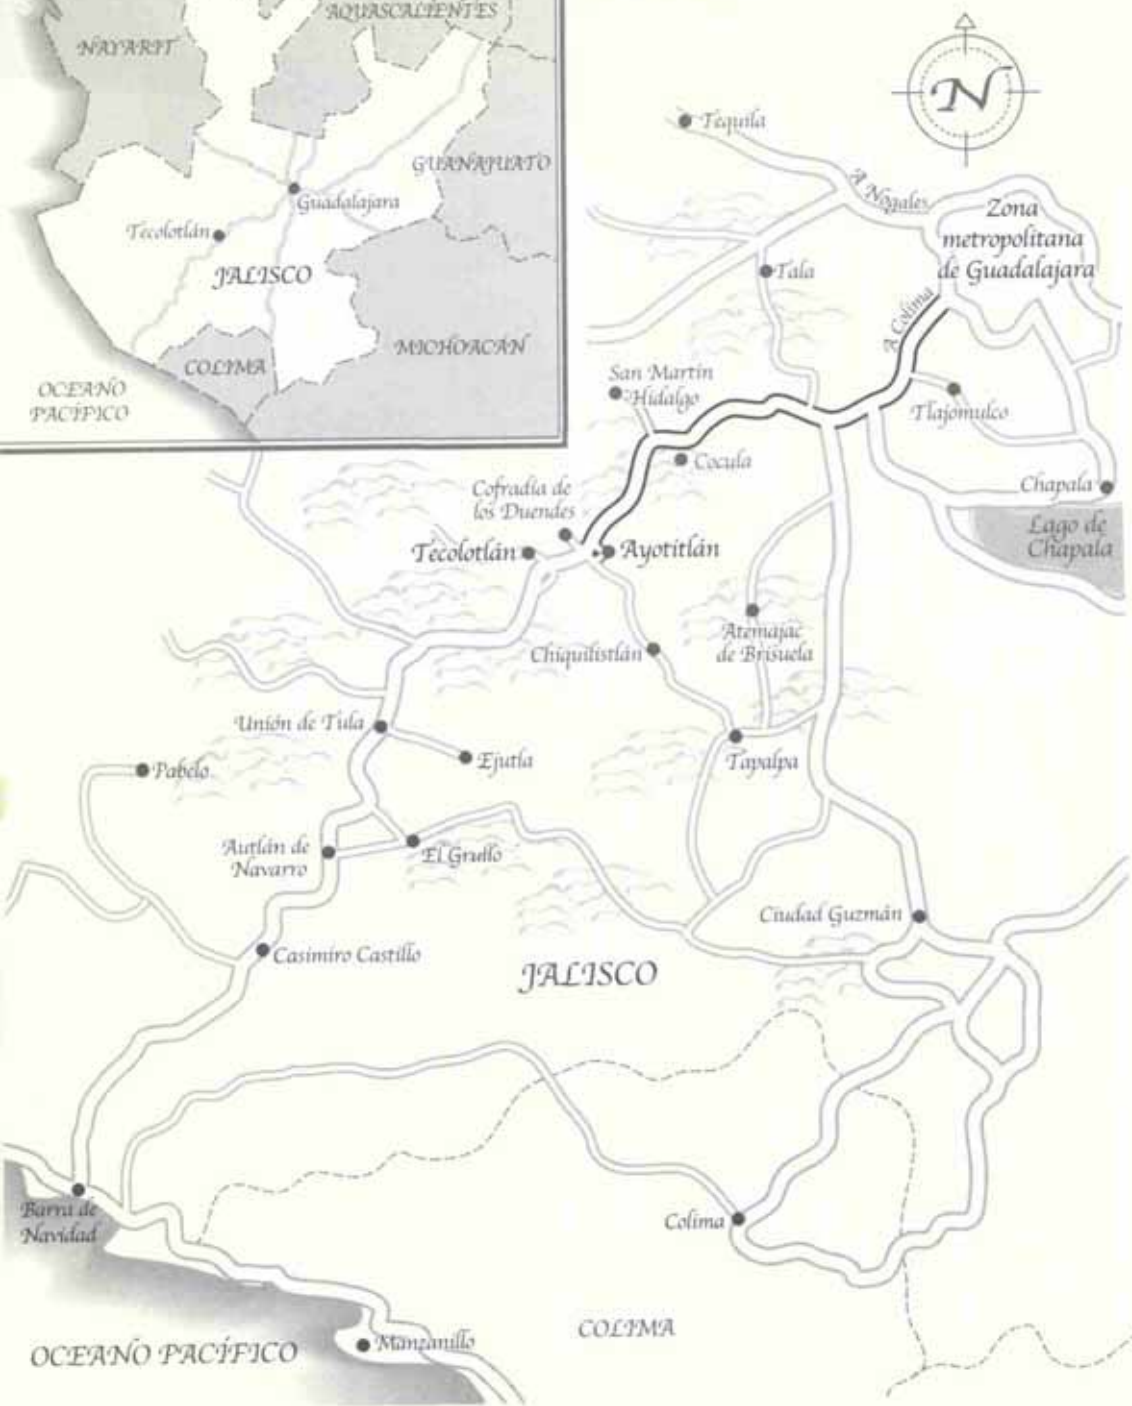 AQUASCALIENTES
NAYARIT
GUANAJUATO
Guadalajara
Tecolotlán
JALISCO
MICHOACÁN
COLIMA
OCEANO
PACÍFICO
N
Tequila
A Nogales
Zona
metropolitana
de Guadalajara
Tala
A Colima
San Martín
Hidalgo
Tlajomulco
Cocula
Chapala
Cofradía de
los Duendes
Lago de
Chapala
Tecolotlán
Ayotitlán
Atemajac
de Brisuela
Chiquilistlán
Unión de Tula
Ejutla
Tapalpa
Pabelo
Autlán de
Navarro
El Grullo
Ciudad Guzmán
Casimiro Castillo
JALISCO
Barra de
Navidad
Colima
COLIMA
Manzanillo
OCEANO PACÍFICO